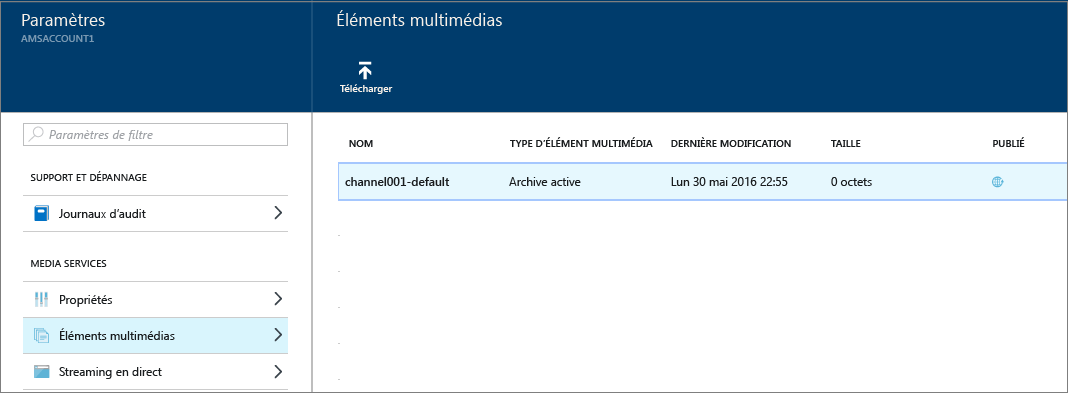 Paramètres
AMSACCOUNT1
Paramètres de filtre
SUPPORT ET DÉPANNAGE
Journaux d'audit
MEDIA SERVICES
Propriétés
Éléments multimédias
Streaming en direct
Éléments multimédias
Télécharger
NOM TYPE D'ÉLÉMENT MULTIMÉDIA DERNIÈRE MODIFICATION TAILLE PUBLIÉ
channel001-default Archive active Lun 30 mai 2016 22:55 0 octets